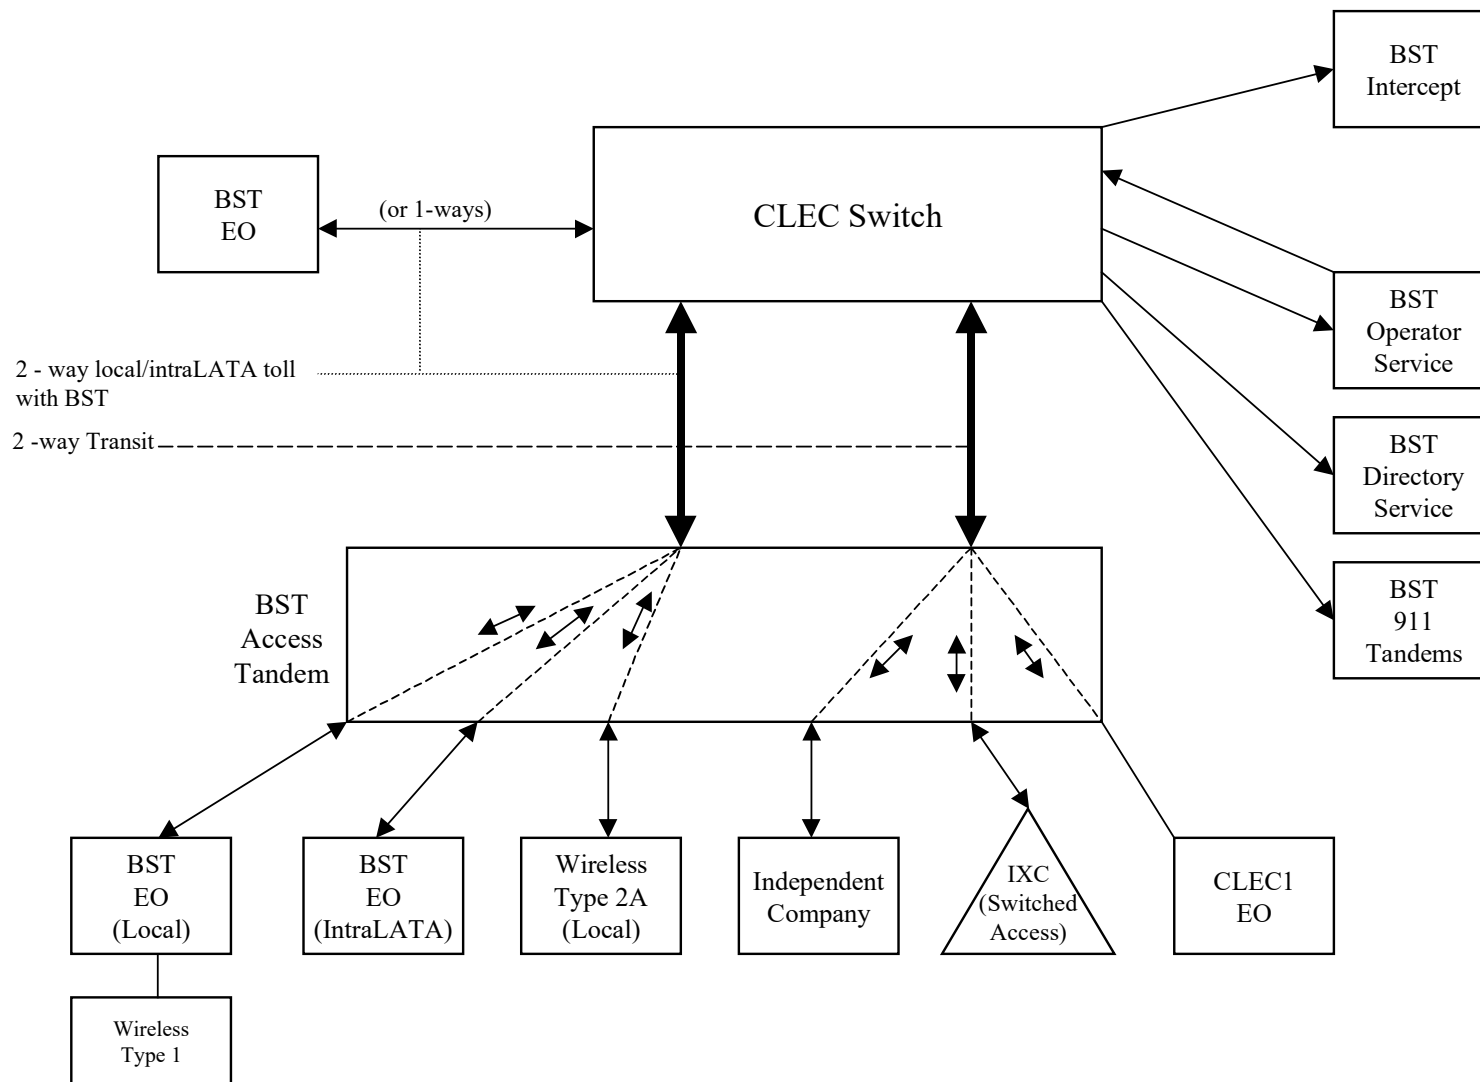 BST
Intercept
CLEC Switch
BST
EO
(or 1-ways)
BST
Operator
Service
2 - way local/intraLATA toll
with BST
2 -way Transit
BST
Directory
Service
BST
911
Tandems
BST
Access
Tandem
BST
EO
(Local)
BST
EO
(IntraLATA)
Wireless
Type 2A
(Local)
Independent
Company
IXC
(Switched
Access)
CLEC1
EO
Wireless
Type 1